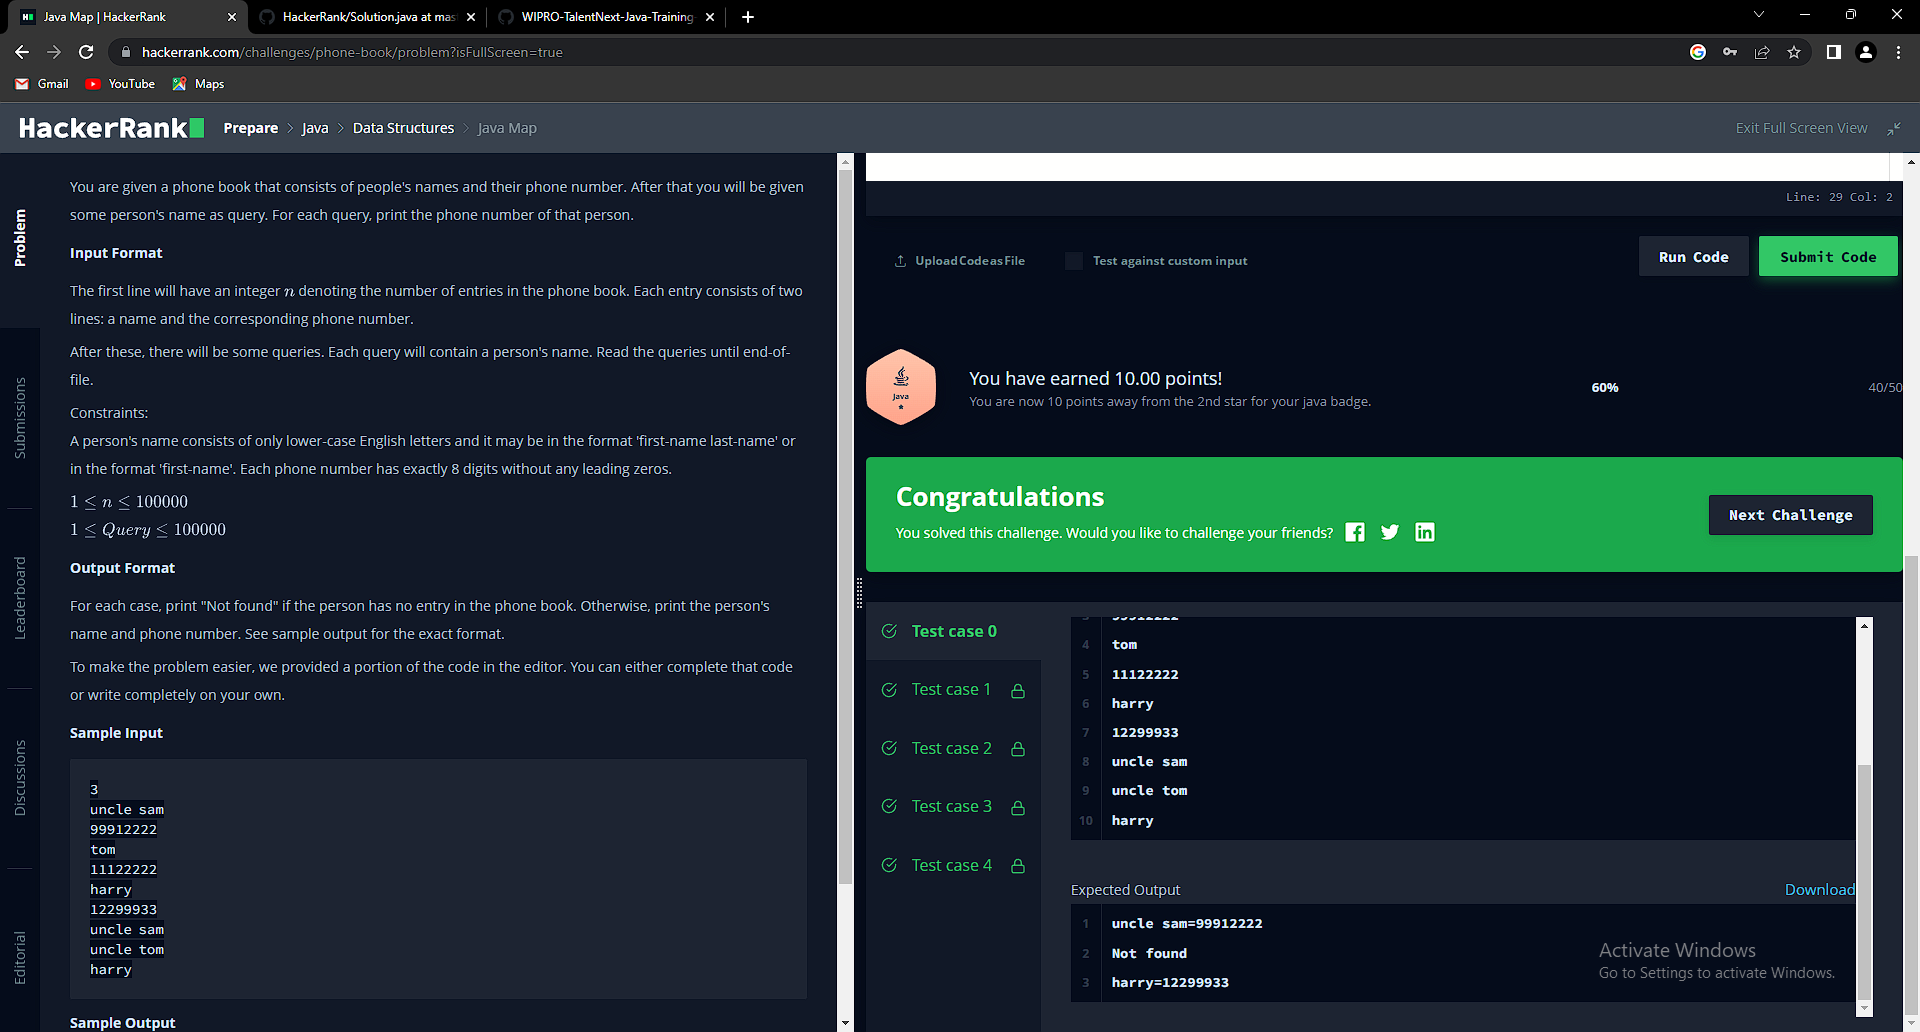 Java Map | HackerRank
HackerRank/Solution.java at mas
WIPRO-TalentNext-Java-Training
hackerrank.com/challenges/phone-book/problem?isFullScreen=true
Gmail
YouTube
Maps
HackerRank
Prepare > Java > Data Structures > Java Map
Exit Full Screen View
Problem
Submissions
Leaderboard
Discussions
Editorial
You are given a phone book that consists of people's names and their phone number. After that you will be given
some person's name as query. For each query, print the phone number of that person.
Input Format
The first line will have an integer n denoting the number of entries in the phone book. Each entry consists of two
lines: a name and the corresponding phone number.
After these, there will be some queries. Each query will contain a person's name. Read the queries until end-of-
file.
Constraints:
A person's name consists of only lower-case English letters and it may be in the format 'first-name last-name' or
in the format 'first-name'. Each phone number has exactly 8 digits without any leading zeros.
1 ≤ n ≤ 100000
1 ≤ Query ≤ 100000
Output Format
For each case, print "Not found" if the person has no entry in the phone book. Otherwise, print the person's
name and phone number. See sample output for the exact format.
To make the problem easier, we provided a portion of the code in the editor. You can either complete that code
or write completely on your own.
Sample Input
3
uncle sam
99912222
tom
11122222
harry
12299933
uncle sam
uncle tom
harry
Sample Output
Line: 29 Col: 2
Upload Code as File
Test against custom input
Run Code
Submit Code
Java
You have earned 10.00 points!
You are now 10 points away from the 2nd star for your java badge.
60%
40/50
Congratulations
You solved this challenge. Would you like to challenge your friends?
Next Challenge
Test case 0
Test case 1
Test case 2
Test case 3
Test case 4
3 99912222
4 tom
5 11122222
6 harry
7 12299933
8 uncle sam
9 uncle tom
10 harry
Expected Output
Download
1 uncle sam=99912222
2 Not found
3 harry=12299933
Activate Windows
Go to Settings to activate Windows.